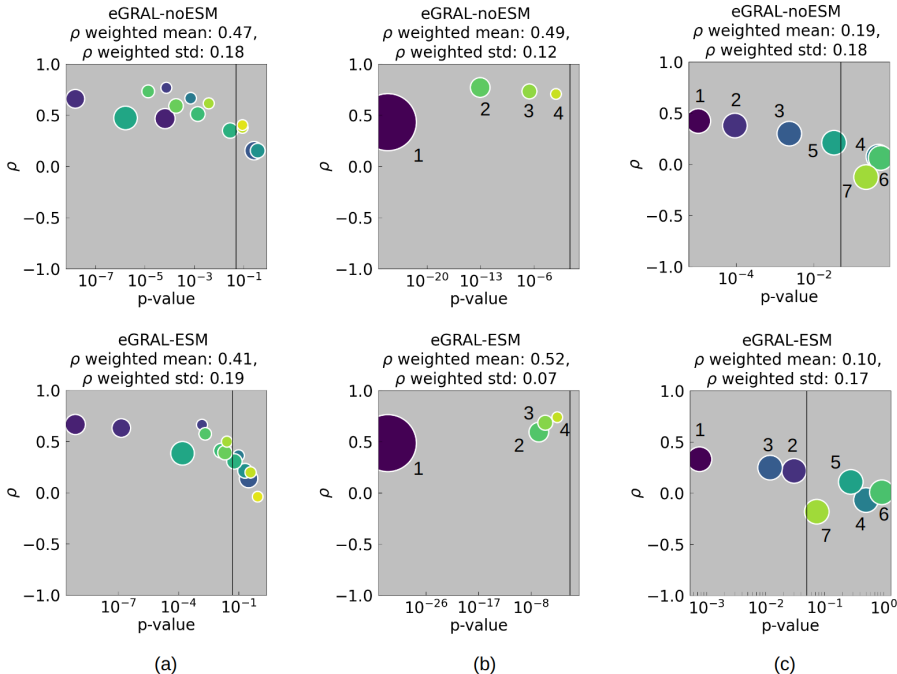 eGRAL-noESM
ρ weighted mean: 0.47,
ρ weighted std: 0.18
1.0
0.5
0.0
−0.5
−1.0
ρ
10⁻⁷ 10⁻⁵ 10⁻³ 10⁻¹
p-value
eGRAL-noESM
ρ weighted mean: 0.49,
ρ weighted std: 0.12
1.0
0.5
0.0
−0.5
−1.0
ρ
1
2
3
4
10⁻²⁰ 10⁻¹³ 10⁻⁶
p-value
eGRAL-noESM
ρ weighted mean: 0.19,
ρ weighted std: 0.18
1.0
0.5
0.0
−0.5
−1.0
ρ
1
2
3
5
4
7
6
10⁻⁴ 10⁻²
p-value
eGRAL-ESM
ρ weighted mean: 0.41,
ρ weighted std: 0.19
1.0
0.5
0.0
−0.5
−1.0
ρ
10⁻⁷ 10⁻⁴ 10⁻¹
p-value
eGRAL-ESM
ρ weighted mean: 0.52,
ρ weighted std: 0.07
1.0
0.5
0.0
−0.5
−1.0
ρ
1
2
3
4
10⁻²⁶ 10⁻¹⁷ 10⁻⁸
p-value
eGRAL-ESM
ρ weighted mean: 0.10,
ρ weighted std: 0.17
1.0
0.5
0.0
−0.5
−1.0
ρ
1
3
2
5
7
4
6
10⁻³ 10⁻² 10⁻¹ 10⁰
p-value
(a) (b) (c)